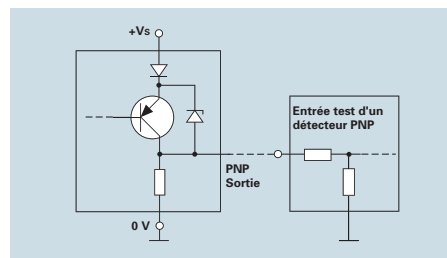 +Vs
Entrée test d'un
détecteur PNP
PNP
Sortie
0 V